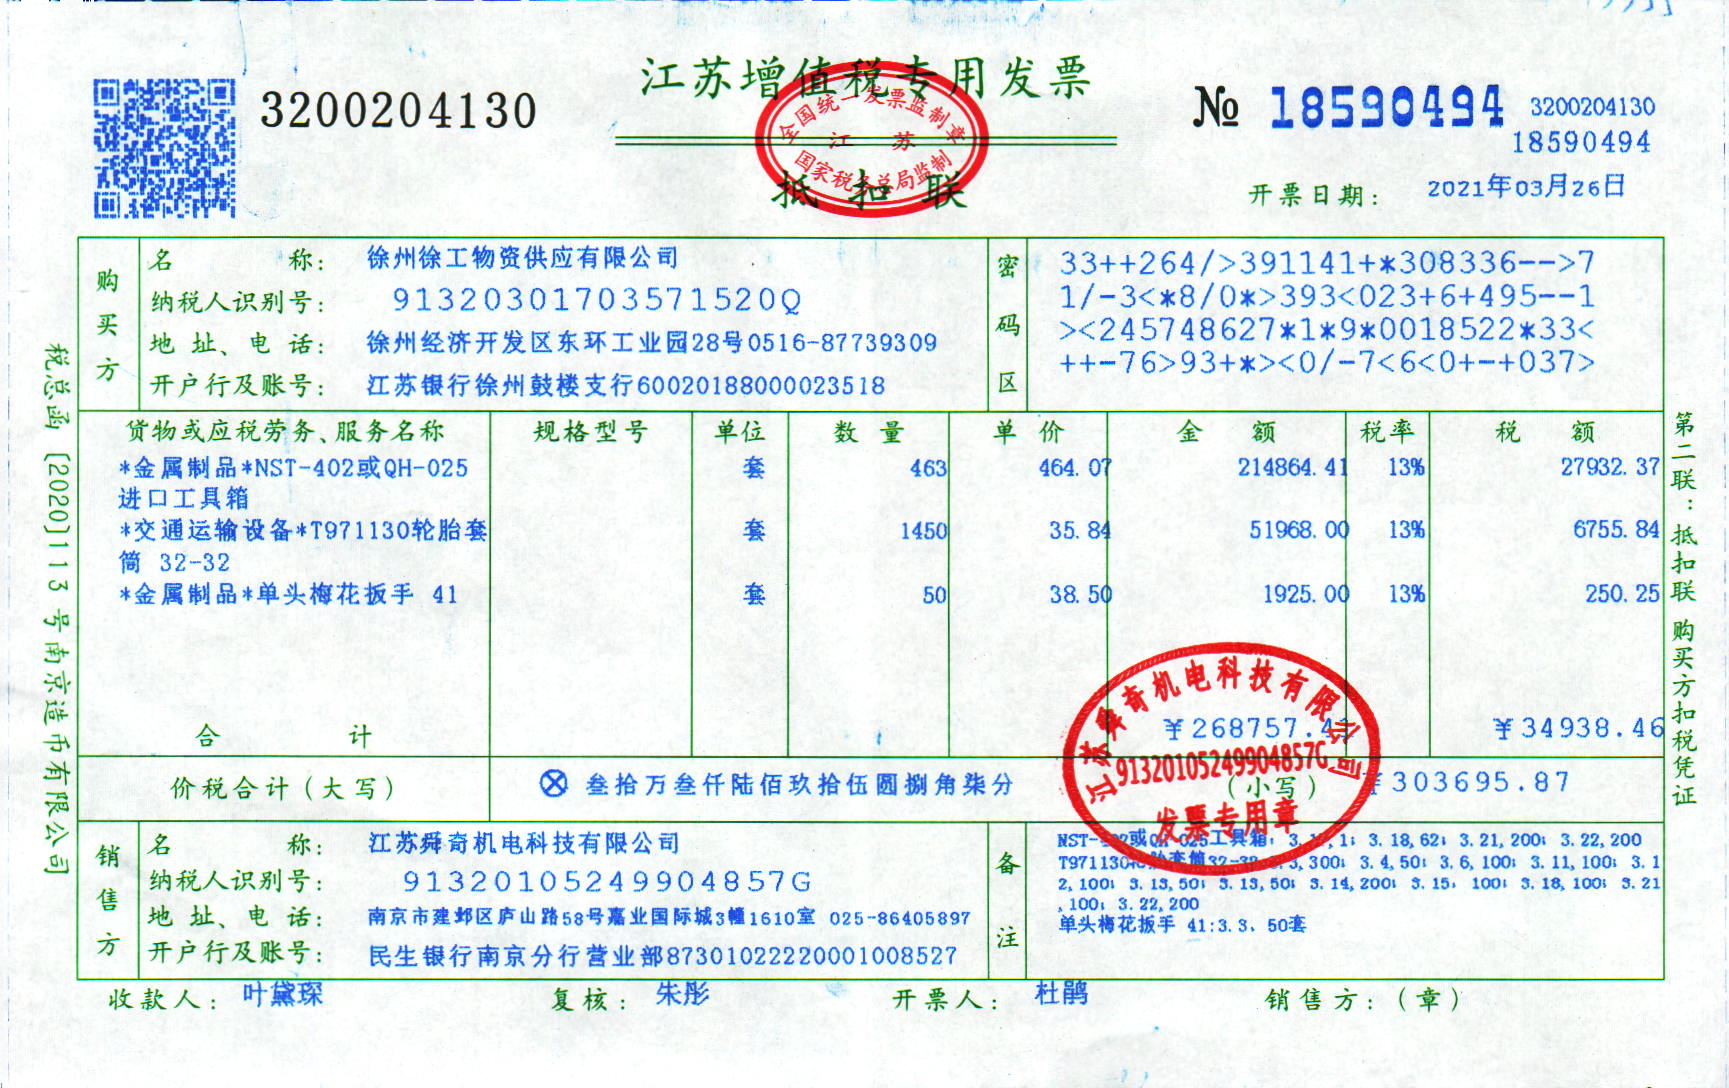 江苏增值税专用发票
全国统一发票监制章
江苏
国家税务总局监制
抵扣联
3200204130
№ 18590494
3200204130
18590494
开票日期: 2021年03月26日
购买方
名称: 徐州徐工物资供应有限公司
纳税人识别号: 91320301703571520Q
地址、电话: 徐州经济开发区东环工业园28号0516-87739309
开户行及账号: 江苏银行徐州鼓楼支行60020188000023518
密码区
33++264/>391141+*308336-->7
1/-3<*8/0*>393<023+6+495--1
><245748627*1*9*0018522*33<
++-76>93+*><0/-7<6<0+-+037>
货物或应税劳务、服务名称 规格型号 单位 数量 单价 金额 税率 税额
*金属制品*NST-402或QH-025 套 463 464.07 214864.41 13% 27932.37
进口工具箱
*交通运输设备*T971130轮胎套 套 1450 35.84 51968.00 13% 6755.84
筒 32-32
*金属制品*单头梅花扳手 41 套 50 38.50 1925.00 13% 250.25
合计 ¥268757.41 ¥34938.46
价税合计(大写) ⊗ 叁拾万叁仟陆佰玖拾伍圆捌角柒分 (小写) ¥303695.87
销售方
名称: 江苏舜奇机电科技有限公司
纳税人识别号: 91320105249904857G
地址、电话: 南京市建邺区庐山路58号嘉业国际城3幢1610室 025-86405897
开户行及账号: 民生银行南京分行营业部87301022220001008527
备注
NST-402或QH-025工具箱: 3.1 ,1; 3.18,62; 3.21,200; 3.22,200
T971130轮胎套筒32-32: 3.3,300; 3.4,50; 3.6,100; 3.11,100; 3.1
2,100; 3.13,50; 3.13,50; 3.14,200; 3.15, 100; 3.18,100; 3.21
,100; 3.22,200
单头梅花扳手 41:3.3、50套
江苏舜奇机电科技有限公司
91320105249904857G
发票专用章
收款人: 叶黛琛 复核: 朱彤 开票人: 杜鹃 销售方:(章)
税总函[2020]113号南京造币有限公司
第二联:抵扣联 购买方扣税凭证